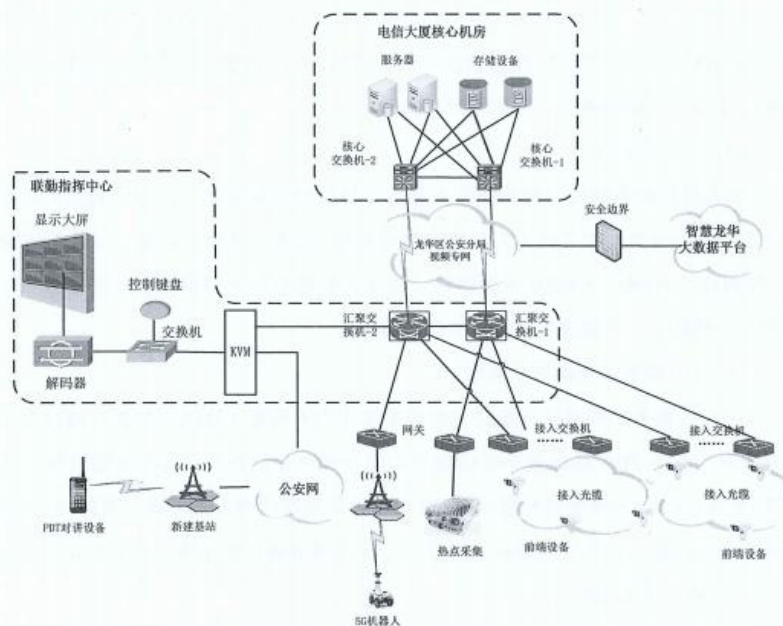 电信大厦核心机房
服务器
存储设备
核心
交换机-2
核心
交换机-1
联勤指挥中心
显示大屏
控制键盘
交换机
解码器
KVM
龙华区公安分局
视频专网
安全边界
智慧龙华
大数据平台
汇聚交
换机-2
汇聚交
换机-1
网关
接入交换机
接入交换机
......
......
公安网
接入光缆
接入光缆
PDT对讲设备
新建基站
热点采集
前端设备
前端设备
5G机器人